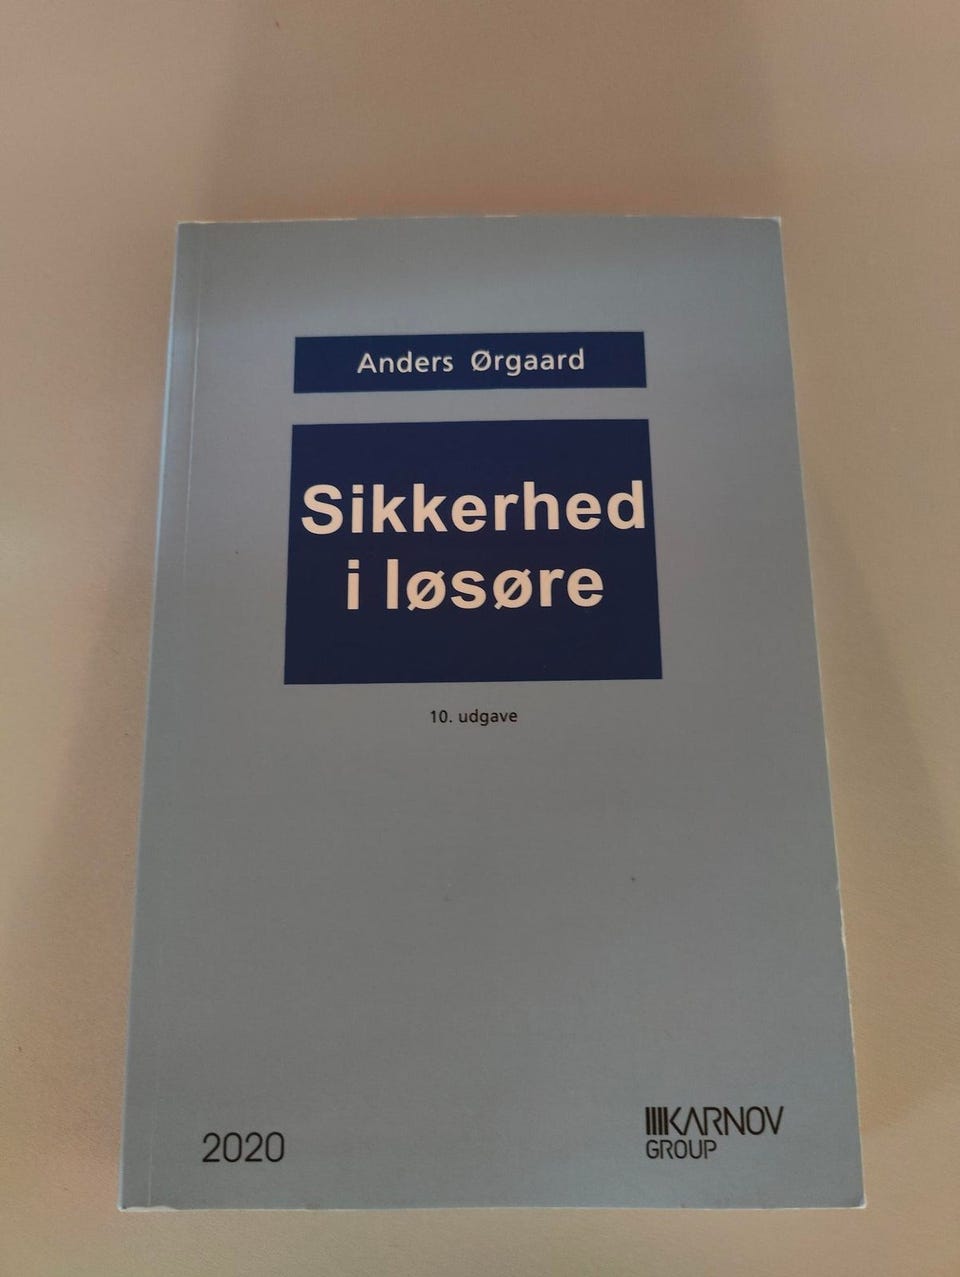 Anders Ørgaard
Sikkerhed
i løsøre
10. udgave
2020
KARNOV
GROUP